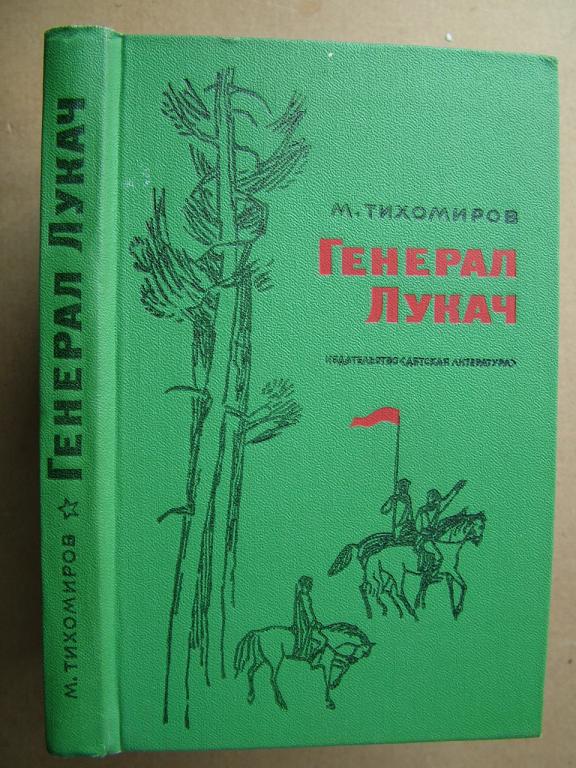 М. ТИХОМИРОВ
ГЕНЕРАЛ
ЛУКАЧ
ИЗДАТЕЛЬСТВО «ДЕТСКАЯ ЛИТЕРАТУРА»
М. ТИХОМИРОВ ☆ ГЕНЕРАЛ ЛУКАЧ